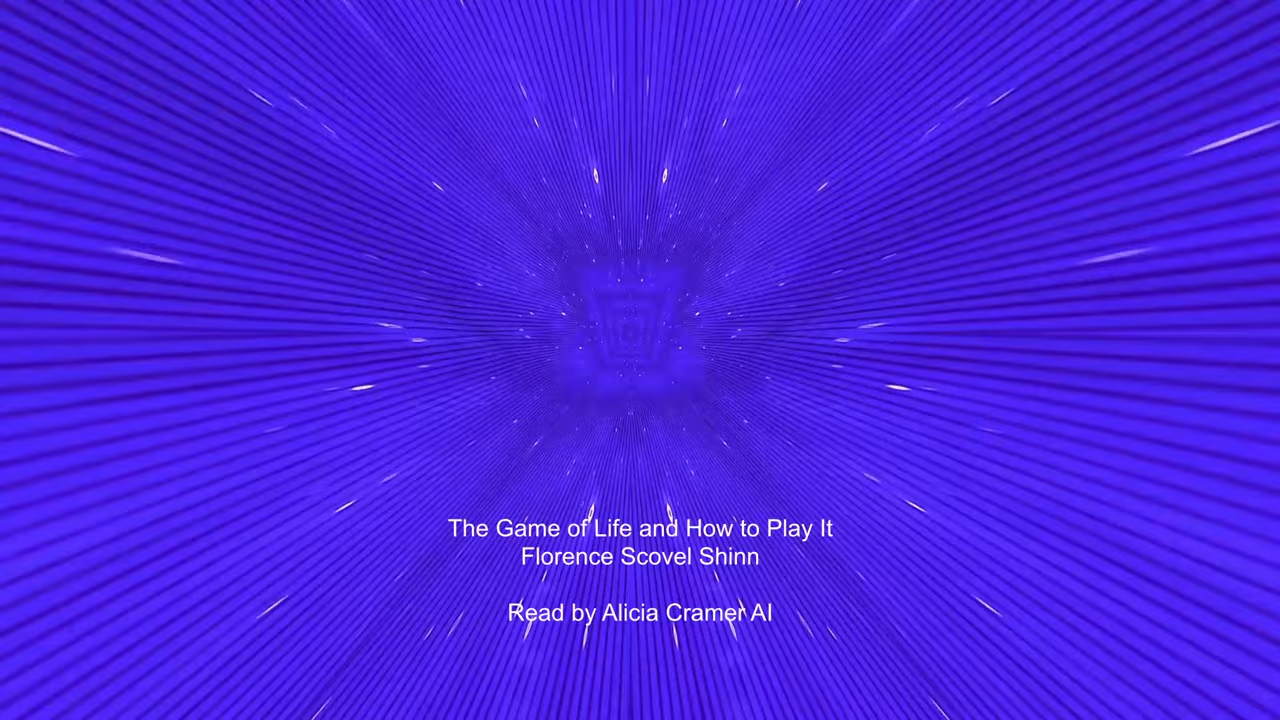 The Game of Life and How to Play It
Florence Scovel Shinn
Read by Alicia Cramer AI